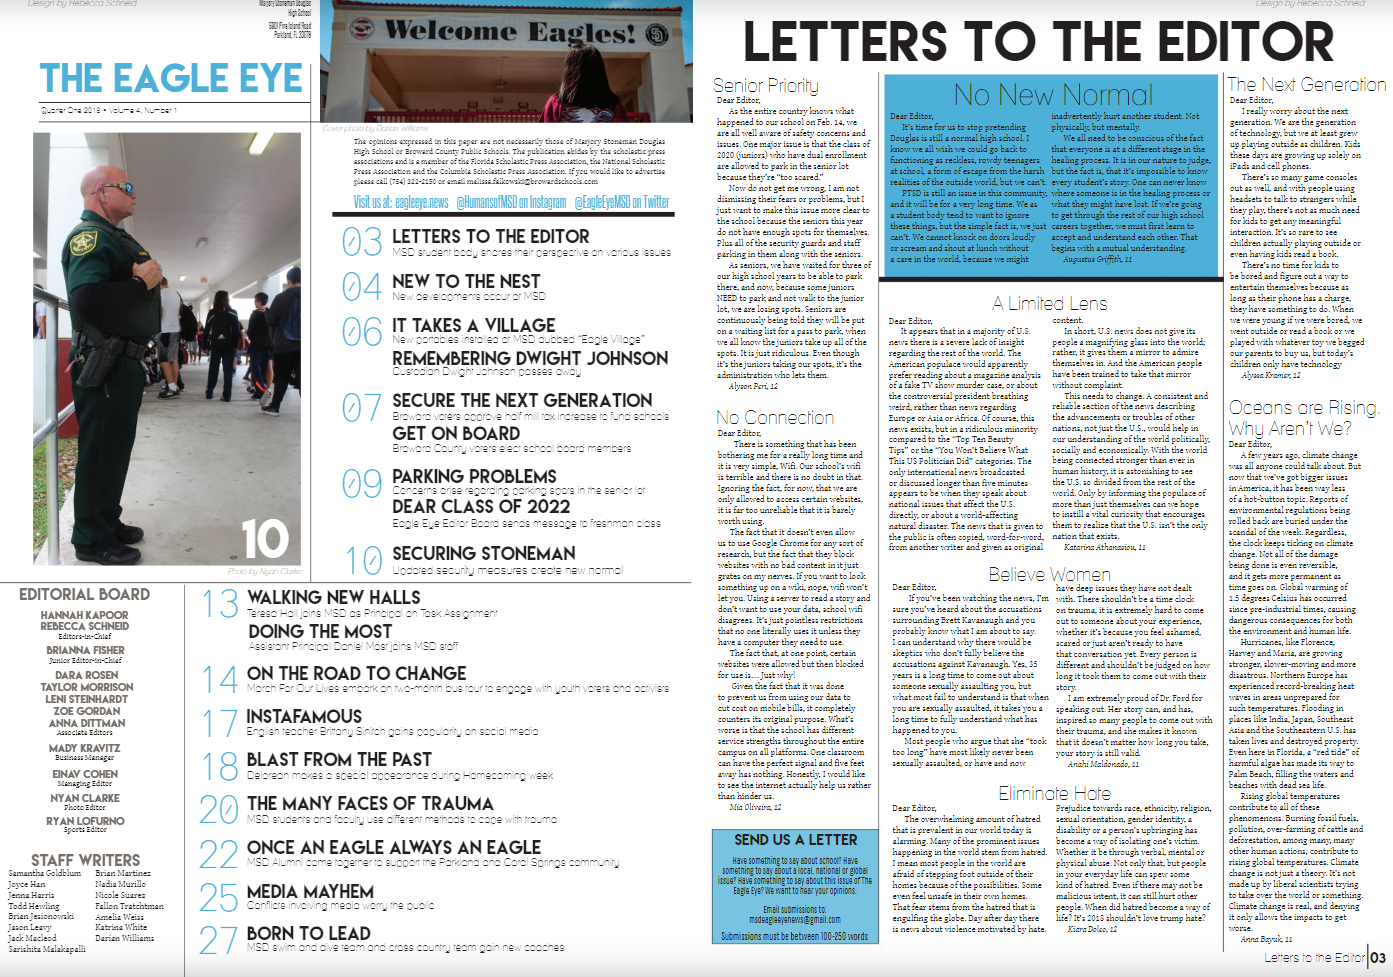 Design by Rebecca Schneid
Marjory Stoneman Douglas
High School
5901 Pine Island Road
Parkland, FL 33076
THE EAGLE EYE
Quarter One 2018 • Volume 4, Number 1
Welcome Eagles!
Cover photo by Darian Williams
The opinions expressed in this paper are not necessarily those of Marjory Stoneman Douglas
High School or Broward County Public Schools. The publication abides by the scholastic press
associations and is a member of the Florida Scholastic Press Association, the National Scholastic
Press Association and the Columbia Scholastic Press Association. If you would like to advertise
please call (754) 322-2150 or email melissa.falkowski@browardschools.com
Visit us at: eagleeye.news @HumansofMSD on Instagram @EagleEyeMSD on Twitter
03 LETTERS TO THE EDITOR
MSD student body shares their perspective on various issues
04 NEW TO THE NEST
New developments occur at MSD
06 IT TAKES A VILLAGE
New portables installed at MSD dubbed "Eagle Village"
REMEMBERING DWIGHT JOHNSON
Custodian Dwight Johnson passes away
07 SECURE THE NEXT GENERATION
Broward voters approve half mill tax increase to fund schools
GET ON BOARD
Broward County voters elect school board members
09 PARKING PROBLEMS
Concerns arise regarding parking spots in the senior lot
DEAR CLASS OF 2022
Eagle Eye Editor Board sends message to freshman class
10 SECURING STONEMAN
Updated security measures create new normal
10
Photo by Nyan Clarke
13 WALKING NEW HALLS
Teresa Hall joins MSD as Principal on Task Assignment
DOING THE MOST
Assistant Principal Daniel Most joins MSD staff
14 ON THE ROAD TO CHANGE
March For Our Lives embark on two-month bus tour to engage with youth voters and activists
17 INSTAFAMOUS
English teacher Brittany Sinitch gains popularity on social media
18 BLAST FROM THE PAST
Delorean makes a special appearance during Homecoming week
20 THE MANY FACES OF TRAUMA
MSD students and faculty use different methods to cope with trauma
22 ONCE AN EAGLE ALWAYS AN EAGLE
MSD Alumni come together to support the Parkland and Coral Springs community
25 MEDIA MAYHEM
Conflicts involving media worry the public
27 BORN TO LEAD
MSD swim and dive team and cross country team gain new coaches
EDITORIAL BOARD
HANNAH KAPOOR
REBECCA SCHNEID
Editors-in-Chief
BRIANNA FISHER
Junior Editor-in-Chief
DARA ROSEN
TAYLOR MORRISON
LENI STEINHARDT
ZOE GORDAN
ANNA DITTMAN
Associate Editors
MADY KRAVITZ
Business Manager
EINAV COHEN
Managing Editor
NYAN CLARKE
Photo Editor
RYAN LOFURNO
Sports Editor
STAFF WRITERS
Samantha Goldblum
Joyce Han
Jenna Harris
Todd Hewling
Brian Jesionowski
Jason Leavy
Jack Macleod
Sarishita Malakapalli
Brian Martinez
Nadia Murillo
Nicole Suarez
Fallon Tratchtman
Amelia Weiss
Katrina White
Darian Williams
Design by Rebecca Schneid
LETTERS TO THE EDITOR
Senior Priority
Dear Editor,
As the entire country knows what
happened to our school on Feb. 14, we
are all well aware of safety concerns and
issues. One major issue is that the class of
2020 (juniors) who have dual enrollment
are allowed to park in the senior lot
because they're "too scared."
Now do not get me wrong, I am not
dismissing their fears or problems, but I
just want to make this issue more clear to
the school because the seniors this year
do not have enough spots for themselves.
Plus all of the security guards and staff
parking in them along with the seniors.
As seniors, we have waited for three of
our high school years to be able to park
there, and now, because some juniors
NEED to park and not walk to the junior
lot, we are losing spots. Seniors are
continuously being told they will be put
on a waiting list for a pass to park, when
we all know the juniors take up all of the
spots. It is just ridiculous. Even though
it's the juniors taking our spots, it's the
administration who lets them.
Alyson Peri, 12
No Connection
Dear Editor,
There is something that has been
bothering me for a really long time and
it is very simple, Wifi. Our school's wifi
is terrible and there is no doubt in that.
Ignoring the fact, for now, that we are
only allowed to access certain websites,
it is far too unreliable that it is barely
worth using.
The fact that it doesn't even allow
us to use Google Chrome for any sort of
research, but the fact that they block
websites with no bad content in it just
grates on my nerves. If you want to look
something up on a wiki, nope, wifi won't
let you. Using a server to read a story and
don't want to use your data, school wifi
disagrees. It's just pointless restrictions
that no one literally uses it unless they
have a computer they need to use.
The fact that, at one point, certain
websites were allowed but then blocked
for use is.... Just why!
Given the fact that it was done
to prevent us from using our data to
cut cost on mobile bills, it completely
counters its original purpose. What's
worse is that the school has different
service strengths throughout the entire
campus on all platforms. One classroom
can have the perfect signal and five feet
away has nothing. Honestly, I would like
to see the internet actually help us rather
than hinder us.
Mia Oliveira, 12
SEND US A LETTER
Have something to say about school? Have
something to say about a local, national or global
issue? Have something to say about this issue of The
Eagle Eye? We want to hear your opinions.
Email submissions to:
msdeagleeyenews@gmail.com
Submissions must be between 100-250 words
No New Normal
Dear Editor,
It's time for us to stop pretending
Douglas is still a normal high school. I
know we all wish we could go back to
functioning as reckless, rowdy teenagers
at school, a form of escape from the harsh
realities of the outside world, but we can't.
PTSD is still an issue in this community,
and it will be for a very long time. We as
a student body tend to want to ignore
these things, but the simple fact is, we just
can't. We cannot knock on doors loudly
or scream and shout at lunch without
a care in the world, because we might
inadvertently hurt another student. Not
physically, but mentally.
We all need to be conscious of the fact
that everyone is at a different stage in the
healing process. It is in our nature to judge,
but the fact is, that it's impossible to know
every student's story. One can never know
where someone is in the healing process or
what they might have lost. If we're going
to get through the rest of our high school
careers together, we must first learn to
accept and understand each other. That
begins with a mutual understanding.
Augustus Griffith, 11
A Limited Lens
Dear Editor,
It appears that in a majority of U.S.
news there is a severe lack of insight
regarding the rest of the world. The
American populace would apparently
prefer reading about a magazine analysis
of a fake TV show murder case, or about
the controversial president breathing
weird, rather than news regarding
Europe or Asia or Africa. Of course, this
news exists, but in a ridiculous minority
compared to the "Top Ten Beauty
Tips" or the "You Won't Believe What
This US Politician Did" categories. The
only international news broadcasted
or discussed longer than five minutes
appears to be when they speak about
national issues that affect the U.S.
directly, or about a world-affecting
natural disaster. The news that is given to
the public is often copied, word-for-word,
from another writer and given as original
content.
In short, U.S. news does not give its
people a magnifying glass into the world;
rather, it gives them a mirror to admire
themselves in. And the American people
have been trained to take that mirror
without complaint.
This needs to change. A consistent and
reliable section of the news describing
the advancements or troubles of other
nations, not just the U.S., would help in
our understanding of the world politically,
socially and economically. With the world
being connected stronger than ever in
human history, it is astonishing to see
the U.S. so divided from the rest of the
world. Only by informing the populace of
more than just themselves can we hope
to instill a vital curiosity that encourages
them to realize that the U.S. isn't the only
nation that exists.
Katarina Athanasiou, 11
Believe Women
Dear Editor,
If you've been watching the news, I'm
sure you've heard about the accusations
surrounding Brett Kavanaugh and you
probably know what I am about to say.
I can understand why there would be
skeptics who don't fully believe the
accusations against Kavanaugh. Yes, 35
years is a long time to come out about
someone sexually assaulting you, but
what most fail to understand is that when
you are sexually assaulted, it takes you a
long time to fully understand what has
happened to you.
Most people who argue that she "took
too long" have most likely never been
sexually assaulted, or have and now
have deep issues they have not dealt
with. There shouldn't be a time clock
on trauma, it is extremely hard to come
out to someone about your experience,
whether it's because you feel ashamed,
scared or just aren't ready to have
that conversation yet. Every person is
different and shouldn't be judged on how
long it took them to come out with their
story.
I am extremely proud of Dr. Ford for
speaking out. Her story can, and has,
inspired so many people to come out with
their trauma, and she makes it known
that it doesn't matter how long you take,
your story is still valid.
Anahi Maldonado, 11
Eliminate Hate
Dear Editor,
The overwhelming amount of hatred
that is prevalent in our world today is
alarming. Many of the prominent issues
happening in the world stem from hatred.
I mean most people in the world are
afraid of stepping foot outside of their
homes because of the possibilities. Some
even feel unsafe in their own homes.
That fear stems from the hatred that is
engulfing the globe. Day after day there
is news about violence motivated by hate.
Prejudice towards race, ethnicity, religion,
sexual orientation, gender identity, a
disability or a person's upbringing has
become a way of isolating one's victim.
Whether it be through verbal, mental or
physical abuse. Not only that, but people
in your everyday life can spew some
kind of hatred. Even if there may not be
malicious intent, it can still hurt other
people. When did hatred become a way of
life? It's 2018 shouldn't love trump hate?
Kiara Dolco, 12
The Next Generation
Dear Editor,
I really worry about the next
generation. We are the generation
of technology, but we at least grew
up playing outside as children. Kids
these days are growing up solely on
iPads and cell phones.
There's so many game consoles
out as well, and with people using
headsets to talk to strangers while
they play, there's not as much need
for kids to get any meaningful
interaction. It's so rare to see
children actually playing outside or
even having kids read a book.
There's no time for kids to
be bored and figure out a way to
entertain themselves because as
long as their phone has a charge,
they have something to do. When
we were young if we were bored, we
went outside or read a book or we
played with whatever toy we begged
our parents to buy us, but today's
children only have technology
Alyssa Kramer, 12
Oceans are Rising.
Why Aren't We?
Dear Editor,
A few years ago, climate change
was all anyone could talk about. But
now that we've got bigger issues
in America, it has been way less
of a hot-button topic. Reports of
environmental regulations being
rolled back are buried under the
scandal of the week. Regardless,
the clock keeps ticking on climate
change. Not all of the damage
being done is even reversible,
and it gets more permanent as
time goes on. Global warming of
1.5 degrees Celsius has occurred
since pre-industrial times, causing
dangerous consequences for both
the environment and human life.
Hurricanes, like Florence,
Harvey and Maria, are growing
stronger, slower-moving and more
disastrous. Northern Europe has
experienced record-breaking heat
waves in areas unprepared for
such temperatures. Flooding in
places like India, Japan, Southeast
Asia and the Southeastern U.S. has
taken lives and destroyed property.
Even here in Florida, a "red tide" of
harmful algae has made its way to
Palm Beach, filling the waters and
beaches with dead sea life.
Rising global temperatures
contribute to all of these
phenomenons. Burning fossil fuels,
pollution, over-farming of cattle and
deforestation, among many, many
other human actions, contribute to
rising global temperatures. Climate
change is not just a theory. It's not
made up by liberal scientists trying
to take over the world or something.
Climate change is real, and denying
it only allows the impacts to get
worse.
Anna Bayuk, 11
Letters to the Editor 03